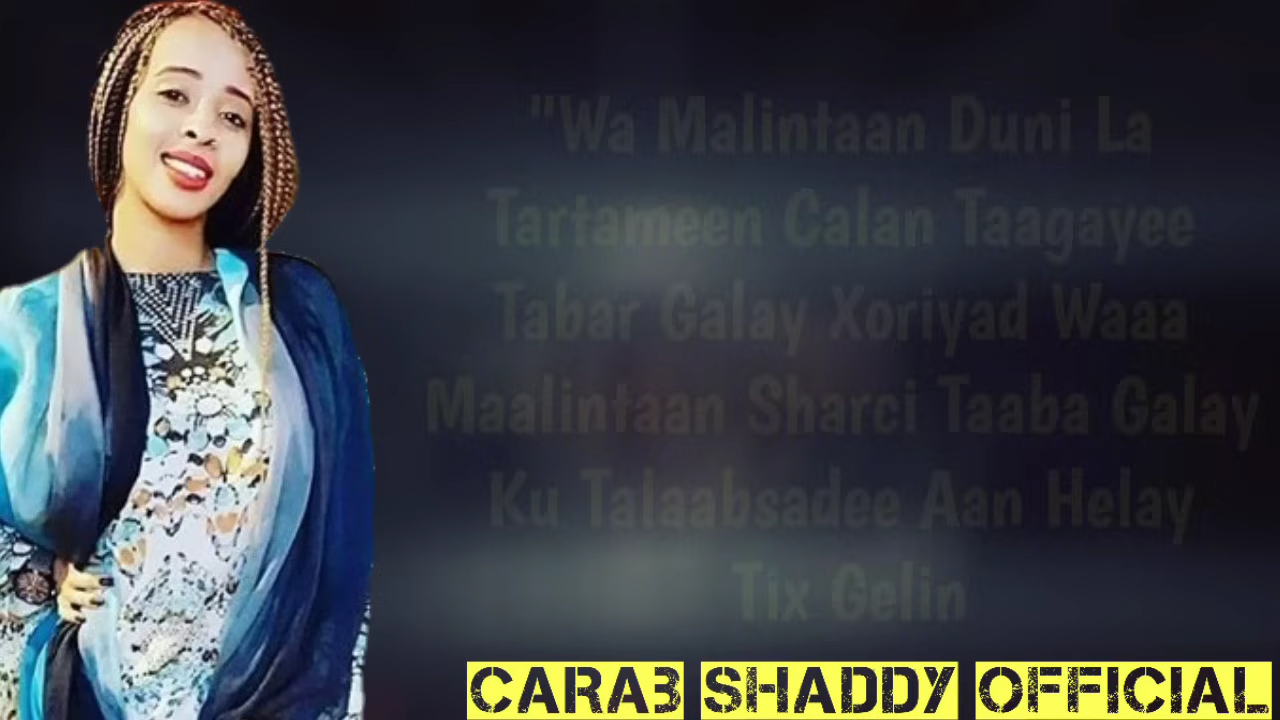 "Wa Malintaan Duni La
Tartameen Calan Taagayee
Tabar Galay Xoriyad Waaa
Maalintaan Sharci Taaba Galay
Ku Talaabsadee Aan Helay
Tix Gelin
CARAB SHADDY OFFICIAL